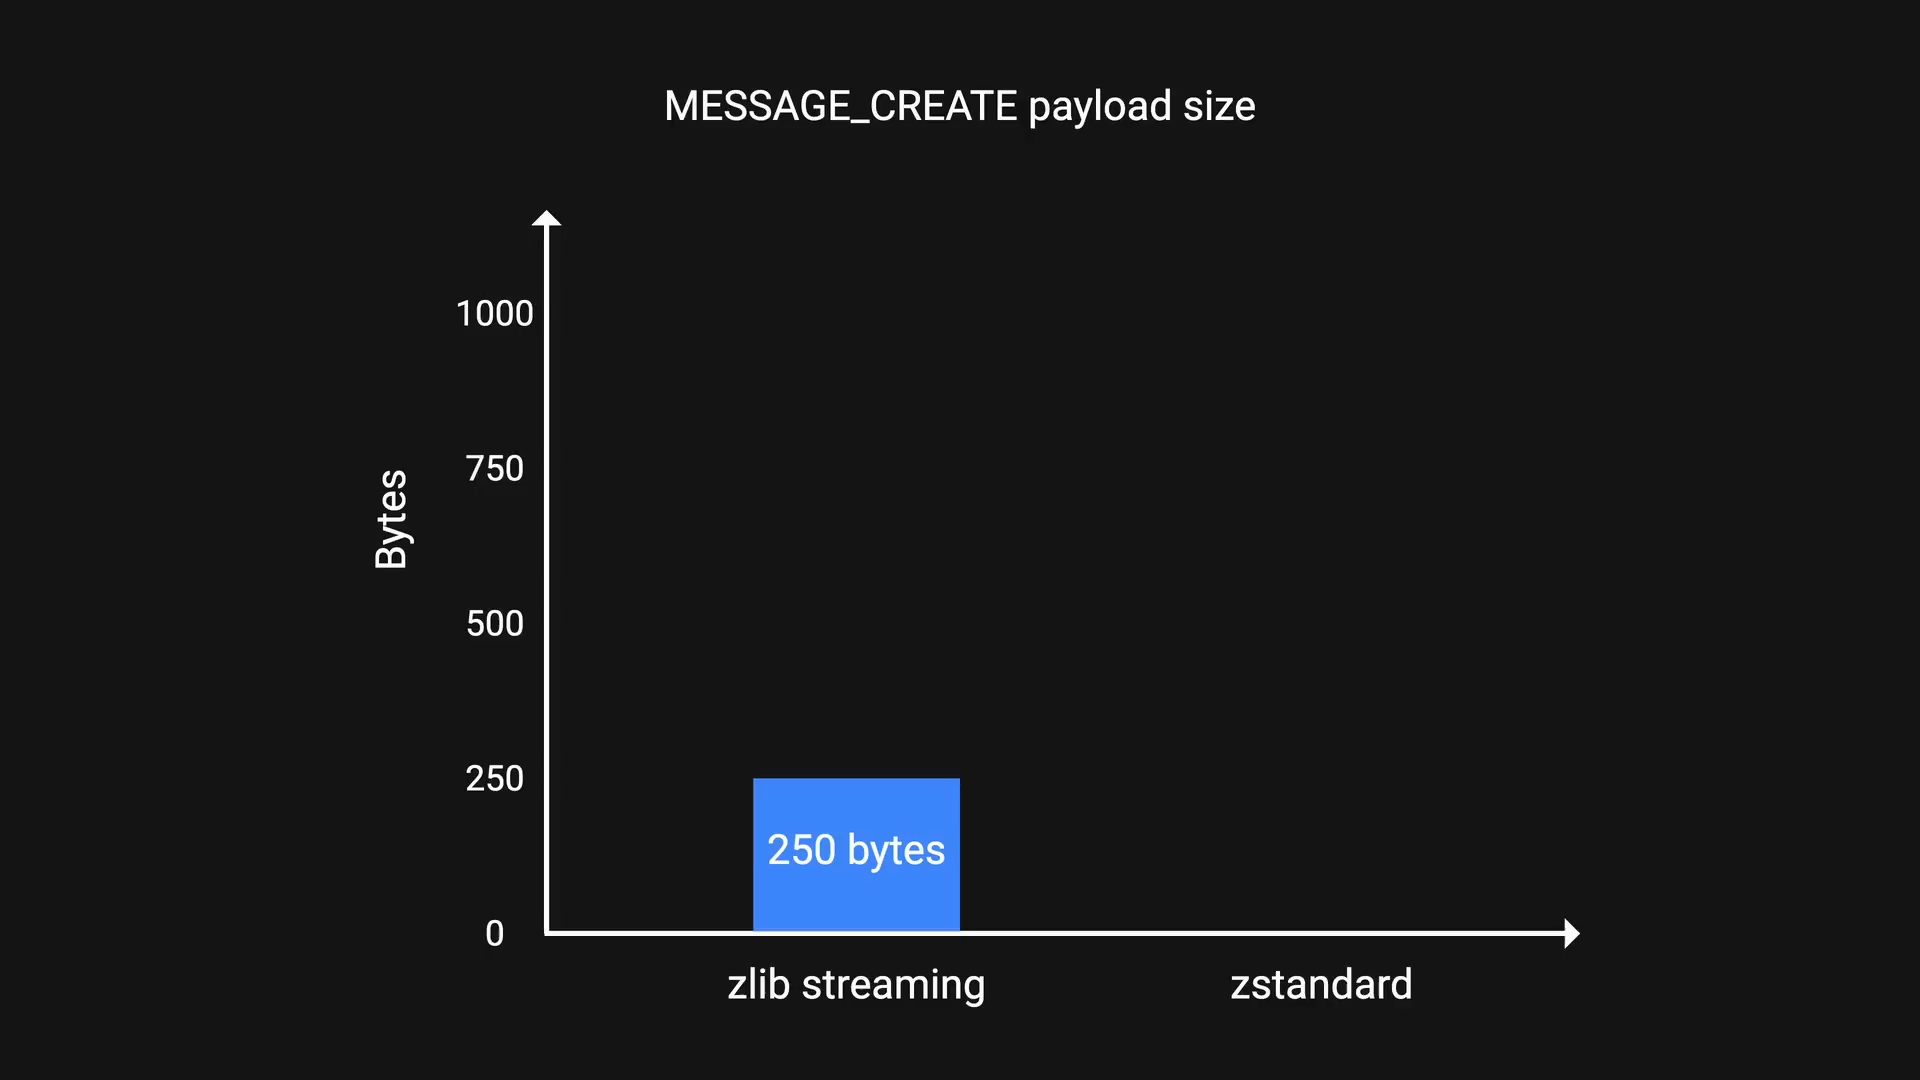 MESSAGE_CREATE payload size
Bytes
1000
750
500
250
0
250 bytes
zlib streaming
zstandard